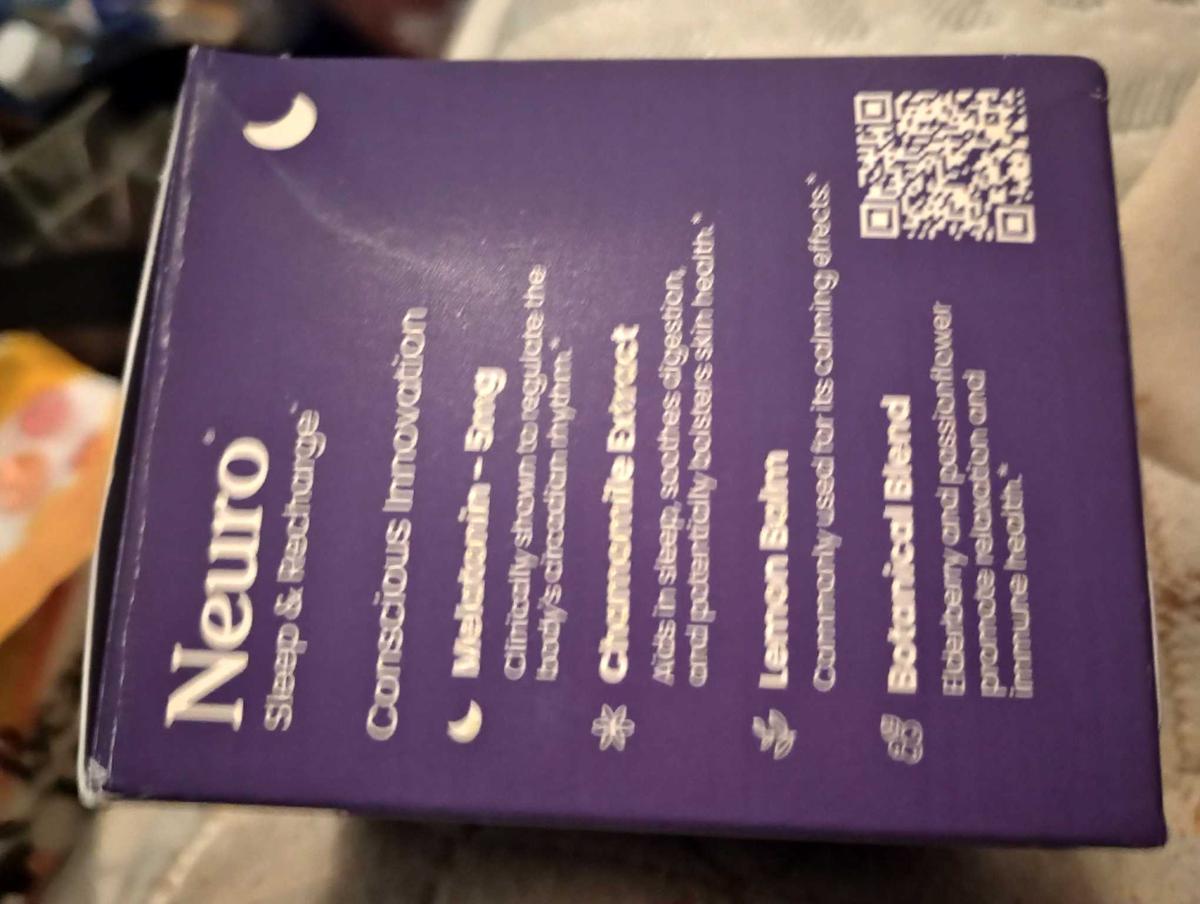 Neuro™
Sleep & Recharge™
Conscious Innovation
Melatonin - 5mg
Clinically shown to regulate the
body's circadian rhythm.*
Chamomile Extract
Aids in sleep, soothes digestion,
and potentially bolsters skin health.*
Lemon Balm
Commonly used for its calming effects.*
Botanical Blend
Elderberry and passionflower
promote relaxation and
immune health.*